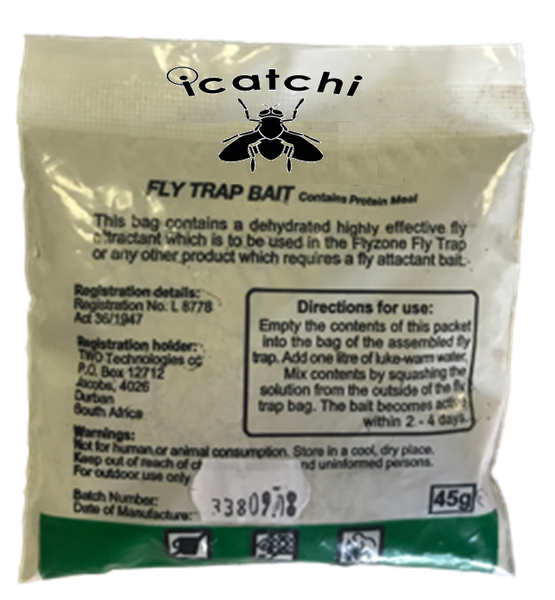 icatchi
FLY TRAP BAIT Contains Protein Meal
This bag contains a dehydrated highly effective fly
attractant which is to be used in the Flyzone Fly Trap
or any other product which requires a fly attactant bait.
Registration details:
Registration No. L 8778
Act 36/1947
Registration holder:
TWO Technologies cc
P.O. Box 12712
Jacobs, 4026
Durban
South Africa
Directions for use:
Empty the contents of this packet
into the bag of the assembled fly
trap. Add one litre of luke-warm water.
Mix contents by squashing the
solution from the outside of the fly
trap bag. The bait becomes active
within 2 - 4 days.
Warnings:
Not for human or animal consumption. Store in a cool, dry place.
Keep out of reach of and uninformed persons.
For outdoor use only
Batch Number:
Date of Manufacture:
45g